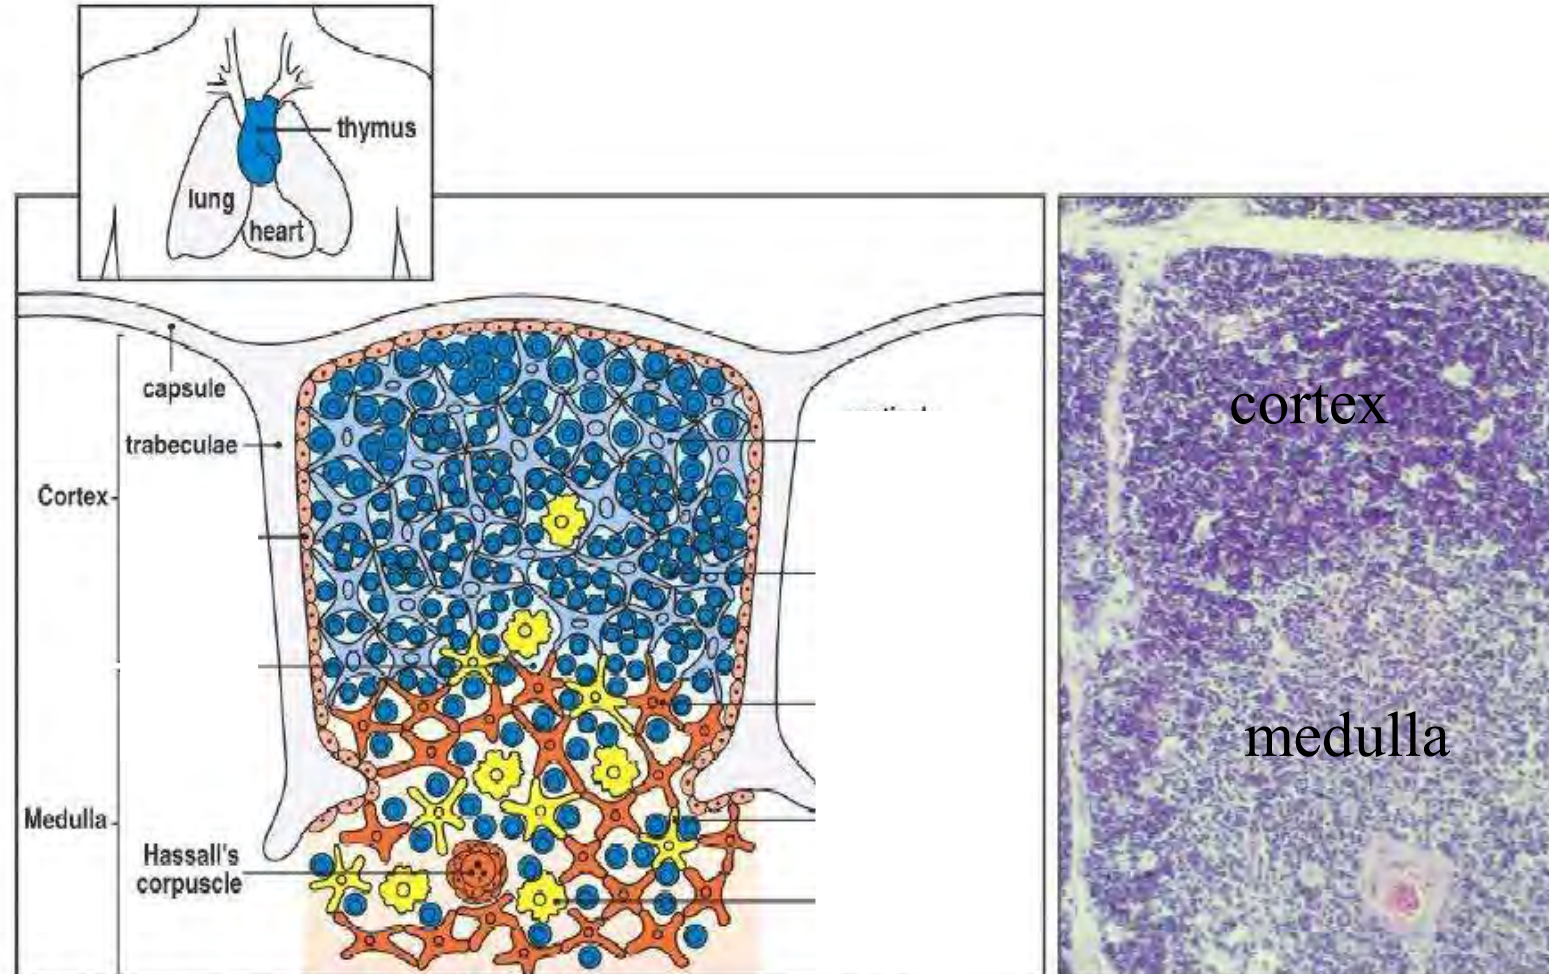 thymus
lung
heart
capsule
trabeculae
Cortex
Medulla
Hassall's
corpuscle
cortex
medulla